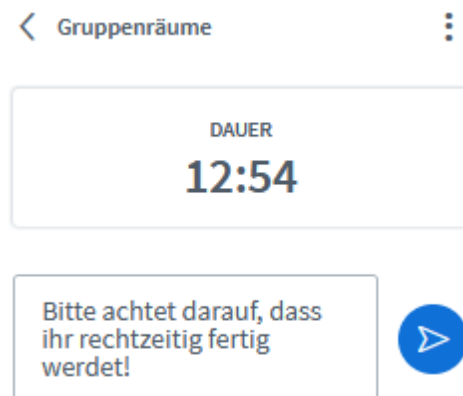 Gruppenräume
DAUER
12:54
Bitte achtet darauf, dass
ihr rechtzeitig fertig
werdet!